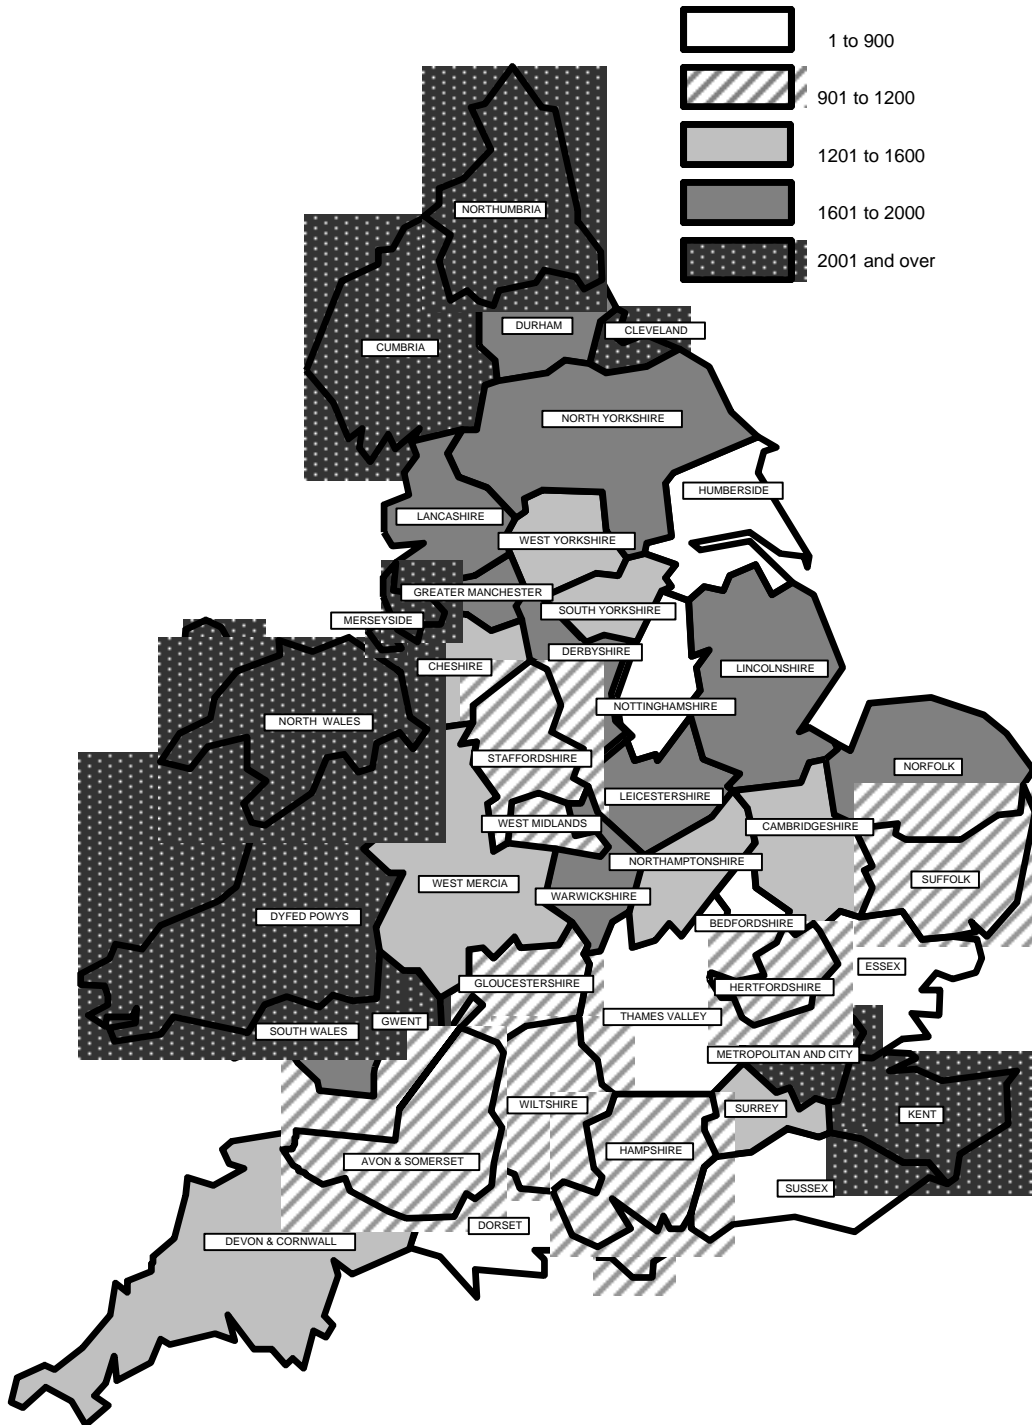 1 to 900
901 to 1200
1201 to 1600
1601 to 2000
2001 and over
NORTHUMBRIA
DURHAM
CLEVELAND
CUMBRIA
NORTH YORKSHIRE
HUMBERSIDE
LANCASHIRE
WEST YORKSHIRE
GREATER MANCHESTER
SOUTH YORKSHIRE
MERSEYSIDE
DERBYSHIRE
CHESHIRE
LINCOLNSHIRE
NOTTINGHAMSHIRE
NORTH WALES
STAFFORDSHIRE
NORFOLK
LEICESTERSHIRE
WEST MIDLANDS
CAMBRIDGESHIRE
NORTHAMPTONSHIRE
WEST MERCIA
SUFFOLK
WARWICKSHIRE
DYFED POWYS
BEDFORDSHIRE
ESSEX
GLOUCESTERSHIRE
HERTFORDSHIRE
THAMES VALLEY
GWENT
SOUTH WALES
METROPOLITAN AND CITY
WILTSHIRE
SURREY
KENT
HAMPSHIRE
AVON & SOMERSET
SUSSEX
DORSET
DEVON & CORNWALL